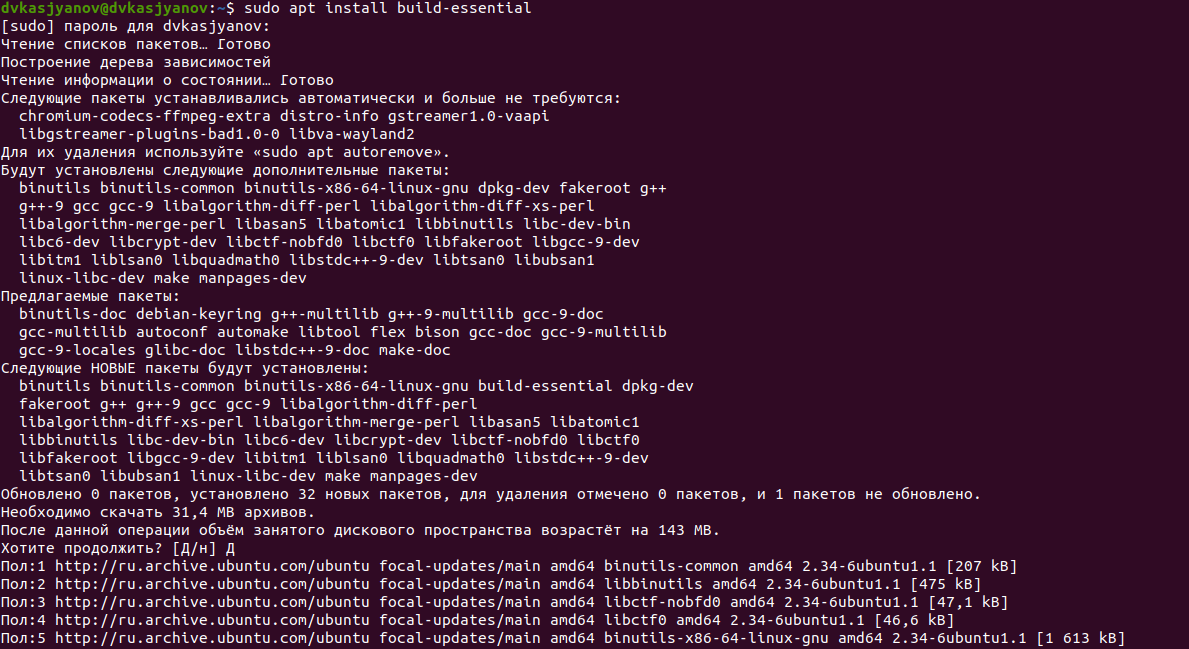 dvkasjyanov@dvkasjyanov:~$ sudo apt install build-essential
[sudo] пароль для dvkasjyanov:
Чтение списков пакетов… Готово
Построение дерева зависимостей
Чтение информации о состоянии… Готово
Следующие пакеты устанавливались автоматически и больше не требуются:
  chromium-codecs-ffmpeg-extra distro-info gstreamer1.0-vaapi
  libgstreamer-plugins-bad1.0-0 libva-wayland2
Для их удаления используйте «sudo apt autoremove».
Будут установлены следующие дополнительные пакеты:
  binutils binutils-common binutils-x86-64-linux-gnu dpkg-dev fakeroot g++
  g++-9 gcc gcc-9 libalgorithm-diff-perl libalgorithm-diff-xs-perl
  libalgorithm-merge-perl libasan5 libatomic1 libbinutils libc-dev-bin
  libc6-dev libcrypt-dev libctf-nobfd0 libctf0 libfakeroot libgcc-9-dev
  libitm1 liblsan0 libquadmath0 libstdc++-9-dev libtsan0 libubsan1
  linux-libc-dev make manpages-dev
Предлагаемые пакеты:
  binutils-doc debian-keyring g++-multilib g++-9-multilib gcc-9-doc
  gcc-multilib autoconf automake libtool flex bison gcc-doc gcc-9-multilib
  gcc-9-locales glibc-doc libstdc++-9-doc make-doc
Следующие НОВЫЕ пакеты будут установлены:
  binutils binutils-common binutils-x86-64-linux-gnu build-essential dpkg-dev
  fakeroot g++ g++-9 gcc gcc-9 libalgorithm-diff-perl
  libalgorithm-diff-xs-perl libalgorithm-merge-perl libasan5 libatomic1
  libbinutils libc-dev-bin libc6-dev libcrypt-dev libctf-nobfd0 libctf0
  libfakeroot libgcc-9-dev libitm1 liblsan0 libquadmath0 libstdc++-9-dev
  libtsan0 libubsan1 linux-libc-dev make manpages-dev
Обновлено 0 пакетов, установлено 32 новых пакетов, для удаления отмечено 0 пакетов, и 1 пакетов не обновлено.
Необходимо скачать 31,4 MB архивов.
После данной операции объём занятого дискового пространства возрастёт на 143 MB.
Хотите продолжить? [Д/н] Д
Пол:1 http://ru.archive.ubuntu.com/ubuntu focal-updates/main amd64 binutils-common amd64 2.34-6ubuntu1.1 [207 kB]
Пол:2 http://ru.archive.ubuntu.com/ubuntu focal-updates/main amd64 libbinutils amd64 2.34-6ubuntu1.1 [475 kB]
Пол:3 http://ru.archive.ubuntu.com/ubuntu focal-updates/main amd64 libctf-nobfd0 amd64 2.34-6ubuntu1.1 [47,1 kB]
Пол:4 http://ru.archive.ubuntu.com/ubuntu focal-updates/main amd64 libctf0 amd64 2.34-6ubuntu1.1 [46,6 kB]
Пол:5 http://ru.archive.ubuntu.com/ubuntu focal-updates/main amd64 binutils-x86-64-linux-gnu amd64 2.34-6ubuntu1.1 [1 613 kB]